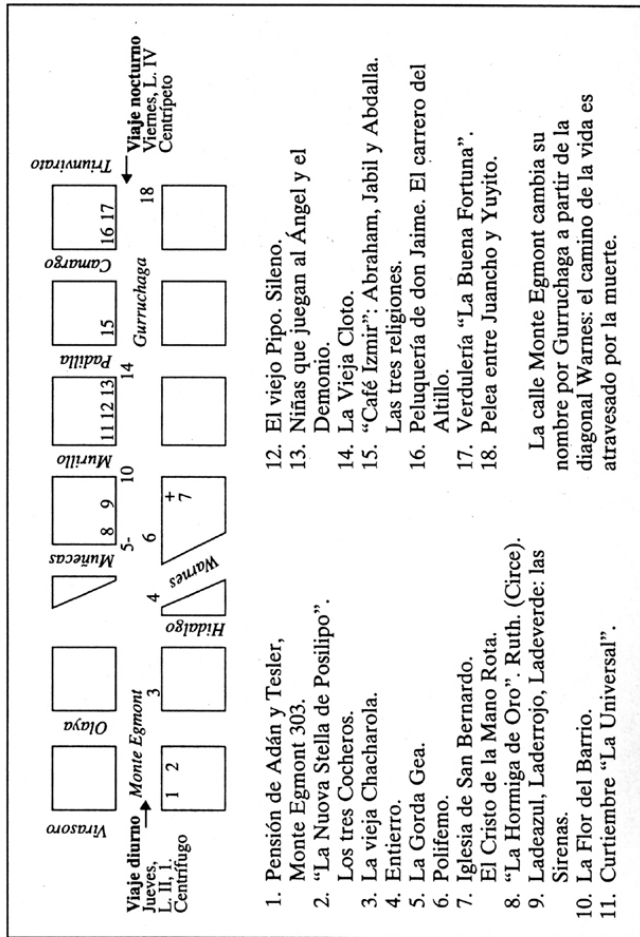 Virasoro
Olaya
Muñecas
Murillo
Padilla
Camargo
Triunvirato
Viaje diurno
Jueves,
L. II, 1.
Centrífugo
Monte Egmont
Hidalgo
Warnes
Gurruchaga
Viaje nocturno
Viernes, L. IV
Centrípeto
1 2
3
4
5-
6
+
7
8 9
10
11 12 13
14
15
16 17
18
1. Pensión de Adán y Tesler,
Monte Egmont 303.
2. “La Nuova Stella de Posilipo”.
Los tres Cocheros.
3. La vieja Chacharola.
4. Entierro.
5. La Gorda Gea.
6. Polifemo.
7. Iglesia de San Bernardo.
El Cristo de la Mano Rota.
8. “La Hormiga de Oro”. Ruth. (Circe).
9. Ladeazul, Laderrojo, Ladeverde: las
Sirenas.
10. La Flor del Barrio.
11. Curtiembre “La Universal”.
12. El viejo Pipo. Sileno.
13. Niñas que juegan al Ángel y el
Demonio.
14. La Vieja Cloto.
15. “Café Izmir”: Abraham, Jabil y Abdalla.
Las tres religiones.
16. Peluquería de don Jaime. El carrero del
Altillo.
17. Verdulería “La Buena Fortuna”.
18. Pelea entre Juancho y Yuyito.
La calle Monte Egmont cambia su
nombre por Gurruchaga a partir de la
diagonal Warnes: el camino de la vida es
atravesado por la muerte.